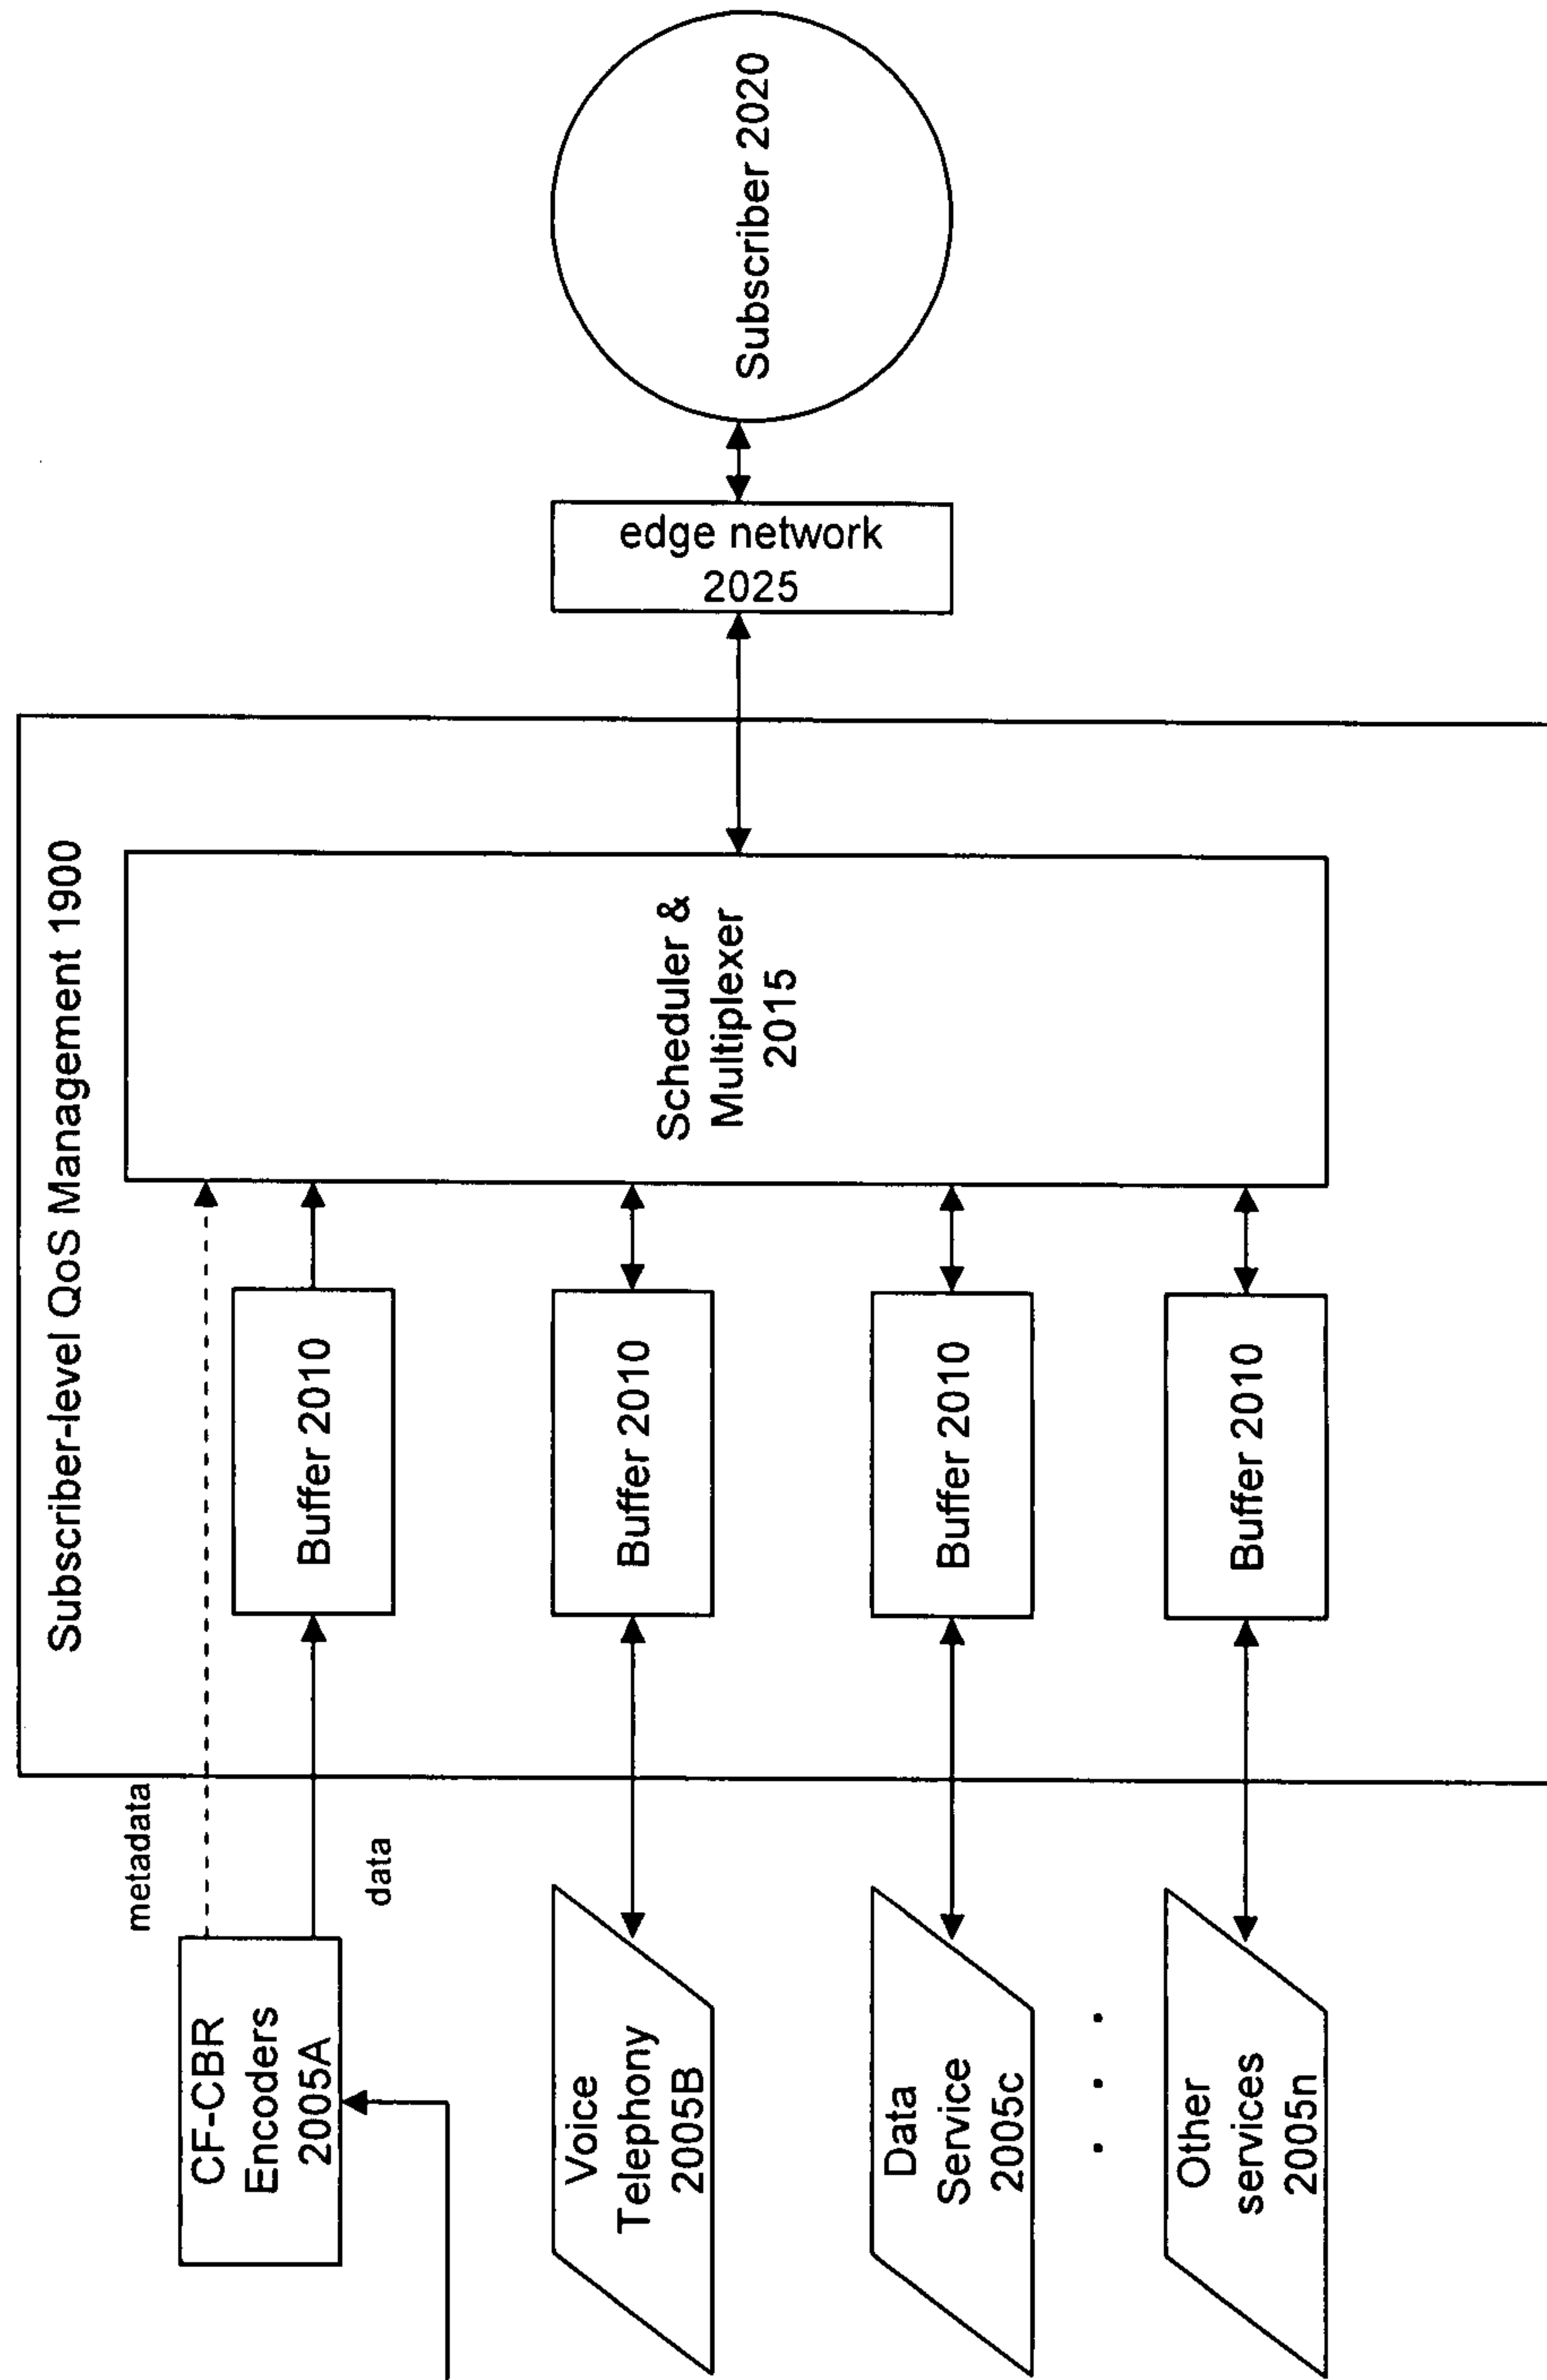 Subscriber-level QoS Management 1900
metadata
data
CF-CBR
Encoders
2005A
Buffer 2010
Voice
Telephony
2005B
Buffer 2010
Data
Service
2005c
Buffer 2010
Other
services
2005n
Buffer 2010
Scheduler &
Multiplexer
2015
edge network
2025
Subscriber 2020